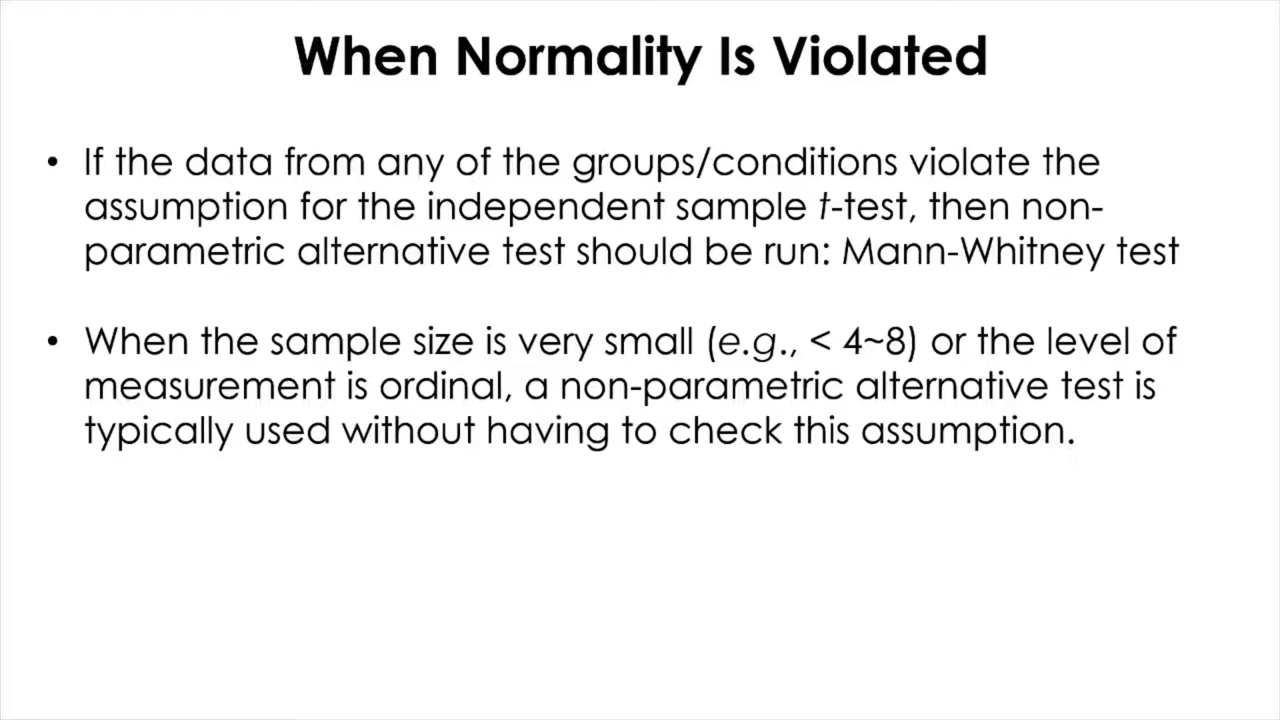 When Normality Is Violated
• If the data from any of the groups/conditions violate the
assumption for the independent sample t-test, then non-
parametric alternative test should be run: Mann-Whitney test
• When the sample size is very small (e.g., < 4~8) or the level of
measurement is ordinal, a non-parametric alternative test is
typically used without having to check this assumption.